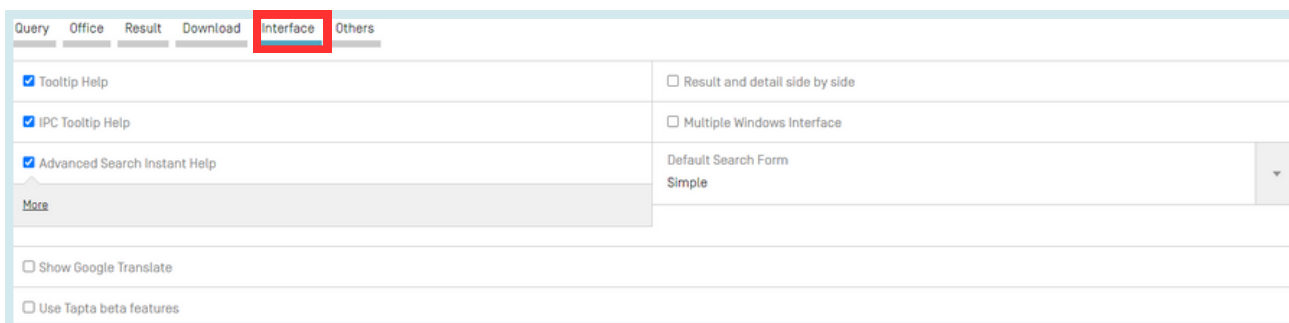 Query Office Result Download Interface Others
Tooltip Help
Result and detail side by side
IPC Tooltip Help
Multiple Windows Interface
Advanced Search Instant Help
Default Search Form
Simple
More
Show Google Translate
Use Tapta beta features